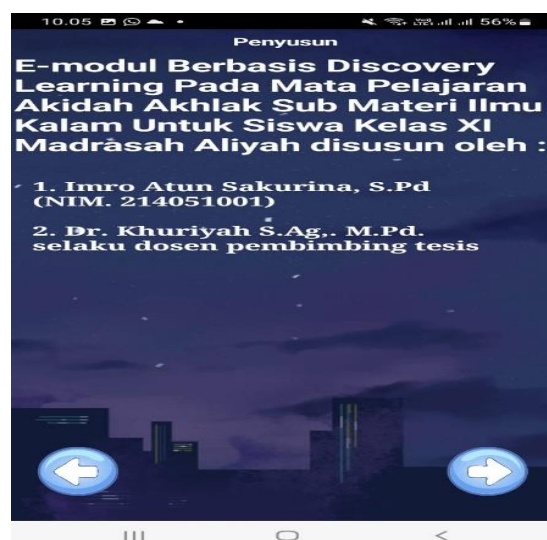 10.05 56%
Penyusun
E-modul Berbasis Discovery
Learning Pada Mata Pelajaran
Akidah Akhlak Sub Materi Ilmu
Kalam Untuk Siswa Kelas XI
Madrasah Aliyah disusun oleh :
1. Imro Atun Sakurina, S.Pd
(NIM. 214051001)
2. Dr. Khuriyah S.Ag,. M.Pd.
selaku dosen pembimbing tesis